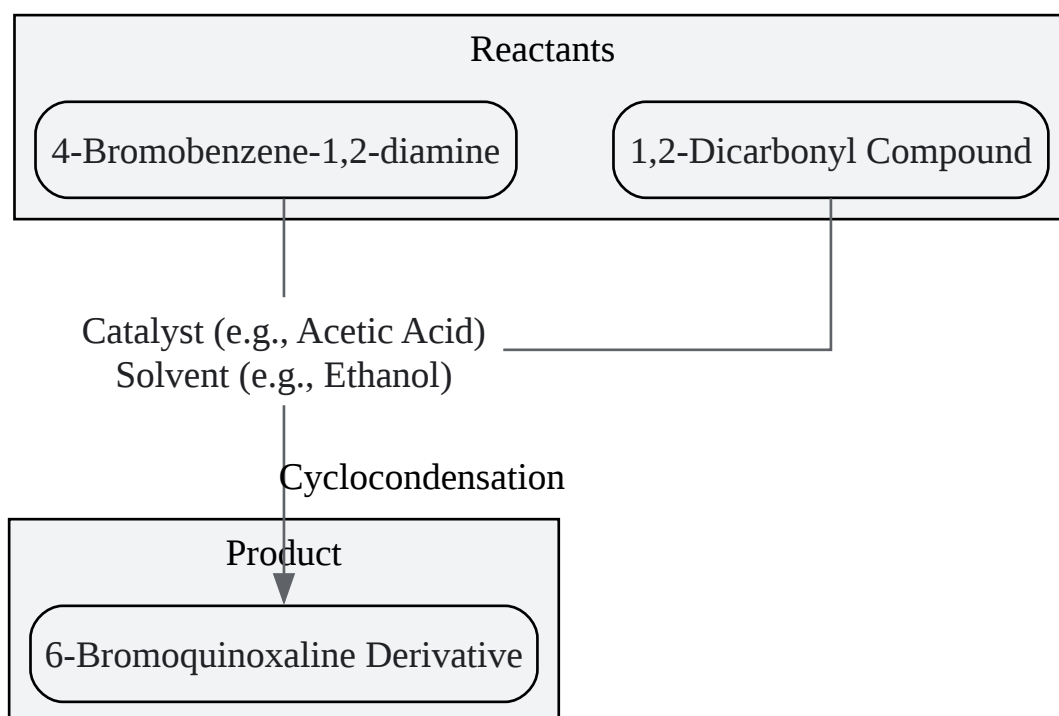 Reactants
4-Bromobenzene-1,2-diamine
1,2-Dicarbonyl Compound
Catalyst (e.g., Acetic Acid)
Solvent (e.g., Ethanol)
Cyclocondensation
Product
6-Bromoquinoxaline Derivative